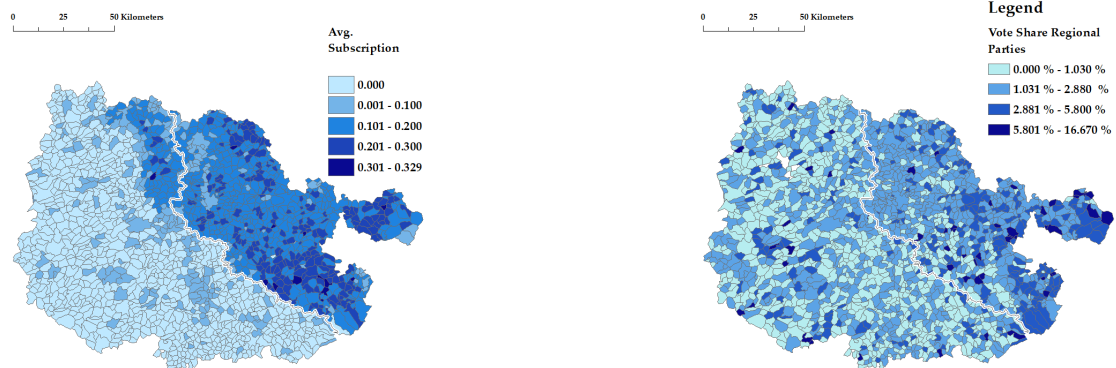 0 25 50 Kilometers
Avg.
Subscription
0.000
0.001 - 0.100
0.101 - 0.200
0.201 - 0.300
0.301 - 0.329
0 25 50 Kilometers
Legend
Vote Share Regional
Parties
0.000 % - 1.030 %
1.031 % - 2.880 %
2.881 % - 5.800 %
5.801 % - 16.670 %